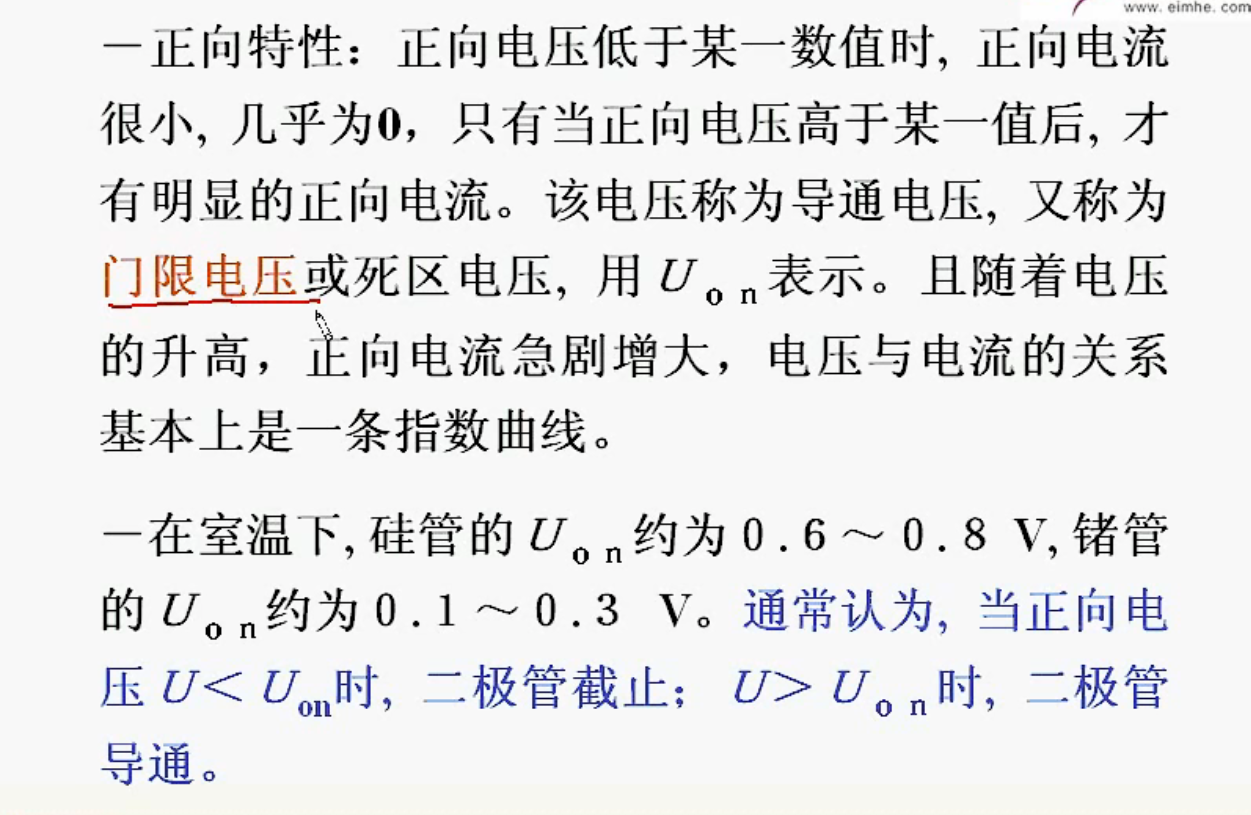 www. eimhe. com
－正向特性：正向电压低于某一数值时, 正向电流
很小, 几乎为0，只有当正向电压高于某一值后, 才
有明显的正向电流。该电压称为导通电压, 又称为
门限电压或死区电压, 用 U on 表示。且随着电压
的升高，正向电流急剧增大，电压与电流的关系
基本上是一条指数曲线。
－在室温下, 硅管的 U on 约为 0.6～0.8 V, 锗管
的 U on 约为 0.1～0.3 V。通常认为, 当正向电
压 U< Uon时, 二极管截止； U> U on 时, 二极管
导通。